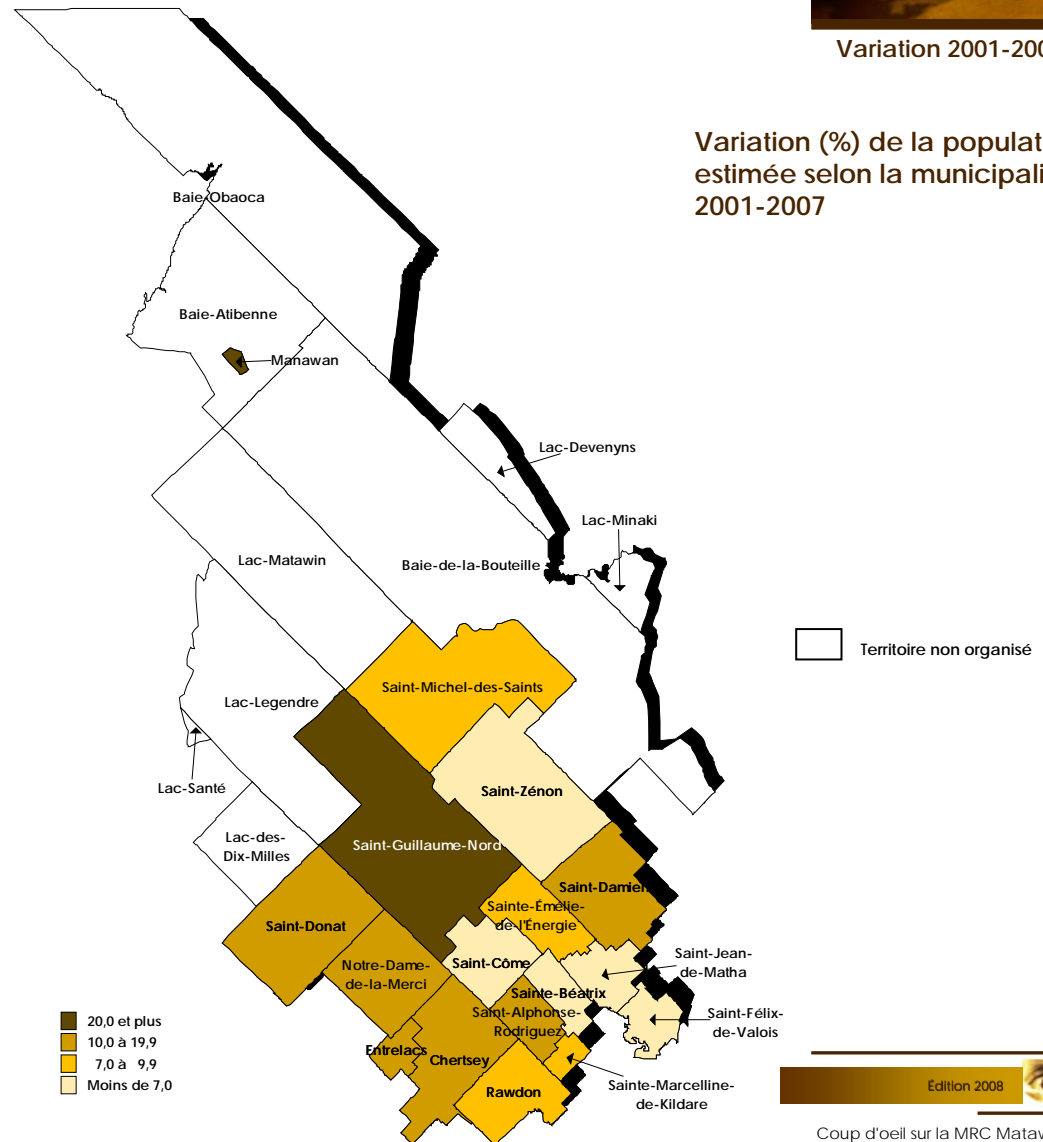 Variation 2001-200
Variation (%) de la populat
estimée selon la municipali
2001-2007
Baie-Obaoca
Baie-Atibenne
Manawan
Lac-Devenyns
Lac-Minaki
Lac-Matawin
Baie-de-la-Bouteille
Territoire non organisé
Saint-Michel-des-Saints
Lac-Legendre
Lac-Santé
Saint-Zénon
Lac-des-
Dix-Milles
Saint-Guillaume-Nord
Saint-Damien
Sainte-Émélie-
de-l'Énergie
Saint-Donat
Saint-Côme
Notre-Dame-
de-la-Merci
Saint-Jean-
de-Matha
Sainte-Béatrix
Saint-Alphonse-
Rodriguez
Saint-Félix-
de-Valois
Entrelacs
Chertsey
Rawdon
Sainte-Marcelline-
de-Kildare
20,0 et plus
10,0 à 19,9
7,0 à 9,9
Moins de 7,0
Édition 2008
Coup d'oeil sur la MRC Mataw